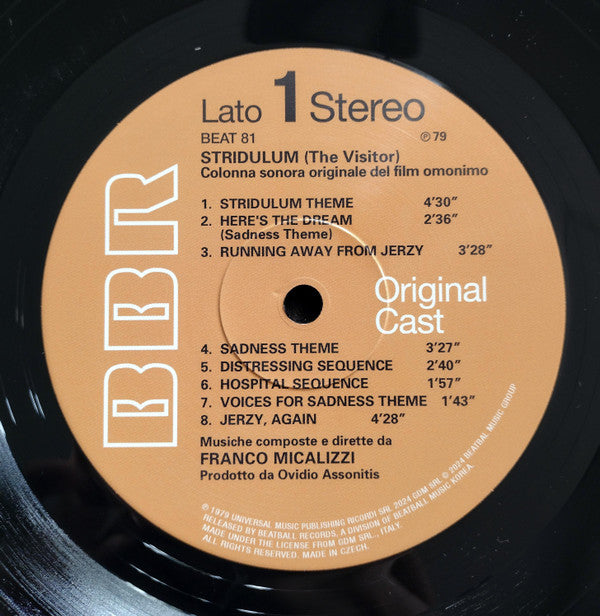 Lato 1 Stereo
BEAT 81
℗79
STRIDULUM (The Visitor)
Colonna sonora originale del film omonimo
1. STRIDULUM THEME 4'30"
2. HERE'S THE DREAM 2'36"
(Sadness Theme)
3. RUNNING AWAY FROM JERZY 3'28"
BBR
Original
Cast
4. SADNESS THEME 3'27"
5. DISTRESSING SEQUENCE 2'40"
6. HOSPITAL SEQUENCE 1'57"
7. VOICES FOR SADNESS THEME 1'43"
8. JERZY, AGAIN 4'28"
Musiche composte e dirette da
FRANCO MICALIZZI
Prodotto da Ovidio Assonitis
℗ 1979 UNIVERSAL MUSIC PUBLISHING RICORDI SRL 2024 GDM SRL © 2024 BEATBAL MUSIC GROUP
RELEASED BY BEATBALL RECORDS, A DIVISION OF BEATBALL MUSIC KOREA.
MADE UNDER THE LICENSE FROM GDM SRL., ITALY.
ALL RIGHTS RESERVED. MADE IN CZECH.